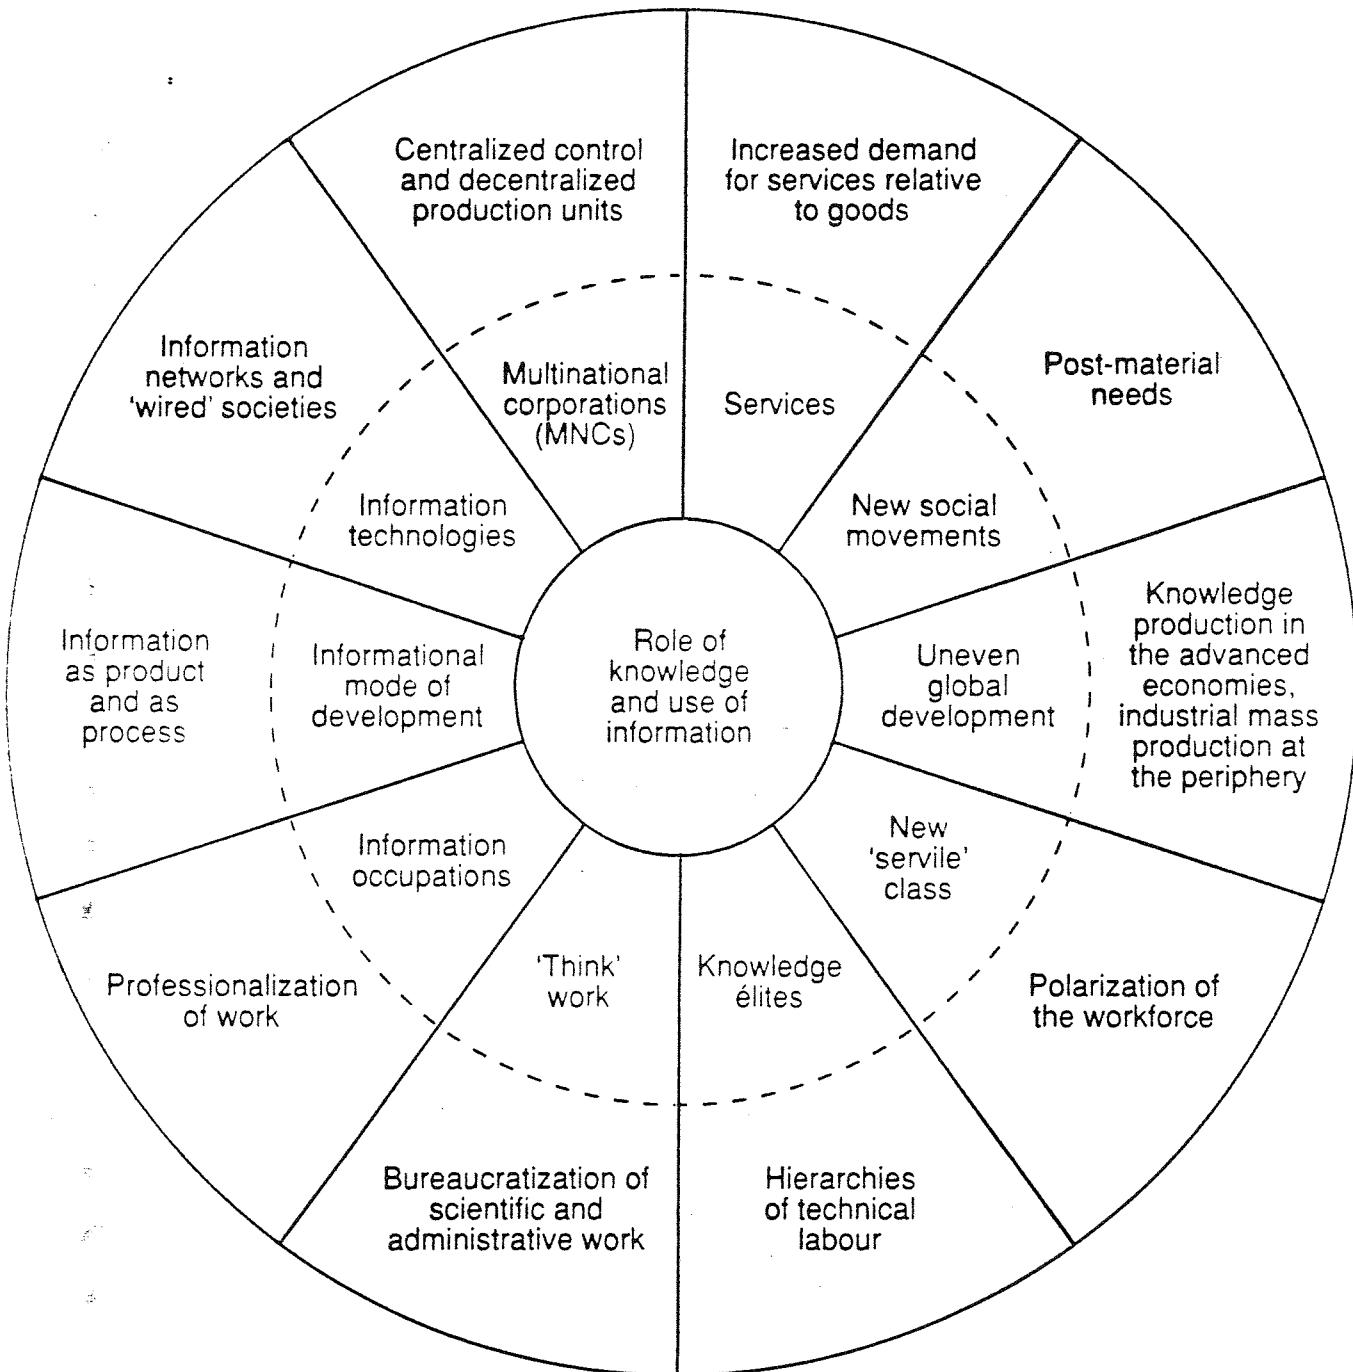 Centralized control
and decentralized
production units
Increased demand
for services relative
to goods
Information
networks and
'wired' societies
Multinational
corporations
(MNCs)
Services
Post-material
needs
Information
technologies
New social
movements
Information
as product
and as
process
Informational
mode of
development
Role of
knowledge
and use of
information
Uneven
global
development
Knowledge
production in
the advanced
economies,
industrial mass
production at
the periphery
Information
occupations
New
'servile'
class
Professionalization
of work
'Think'
work
Knowledge
élites
Polarization of
the workforce
Bureaucratization of
scientific and
administrative work
Hierarchies
of technical
labour